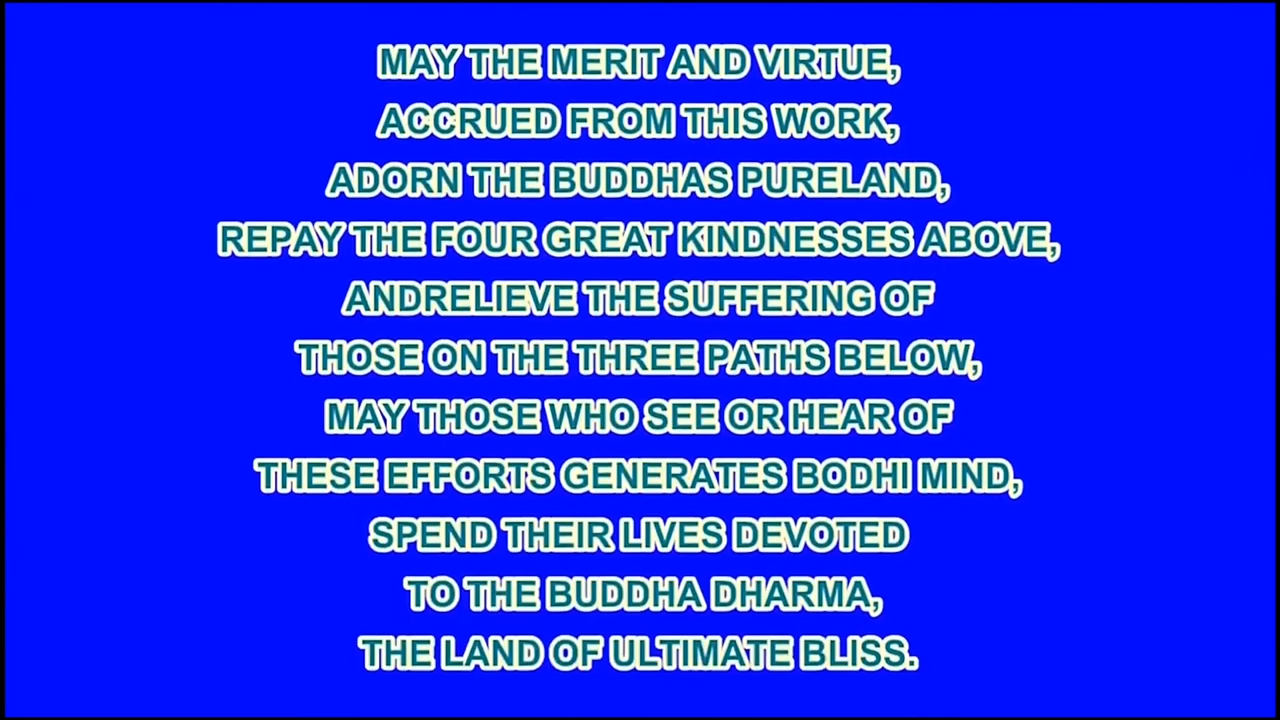 MAY THE MERIT AND VIRTUE,
ACCRUED FROM THIS WORK,
ADORN THE BUDDHAS PURELAND,
REPAY THE FOUR GREAT KINDNESSES ABOVE,
ANDRELIEVE THE SUFFERING OF
THOSE ON THE THREE PATHS BELOW,
MAY THOSE WHO SEE OR HEAR OF
THESE EFFORTS GENERATES BODHI MIND,
SPEND THEIR LIVES DEVOTED
TO THE BUDDHA DHARMA,
THE LAND OF ULTIMATE BLISS.